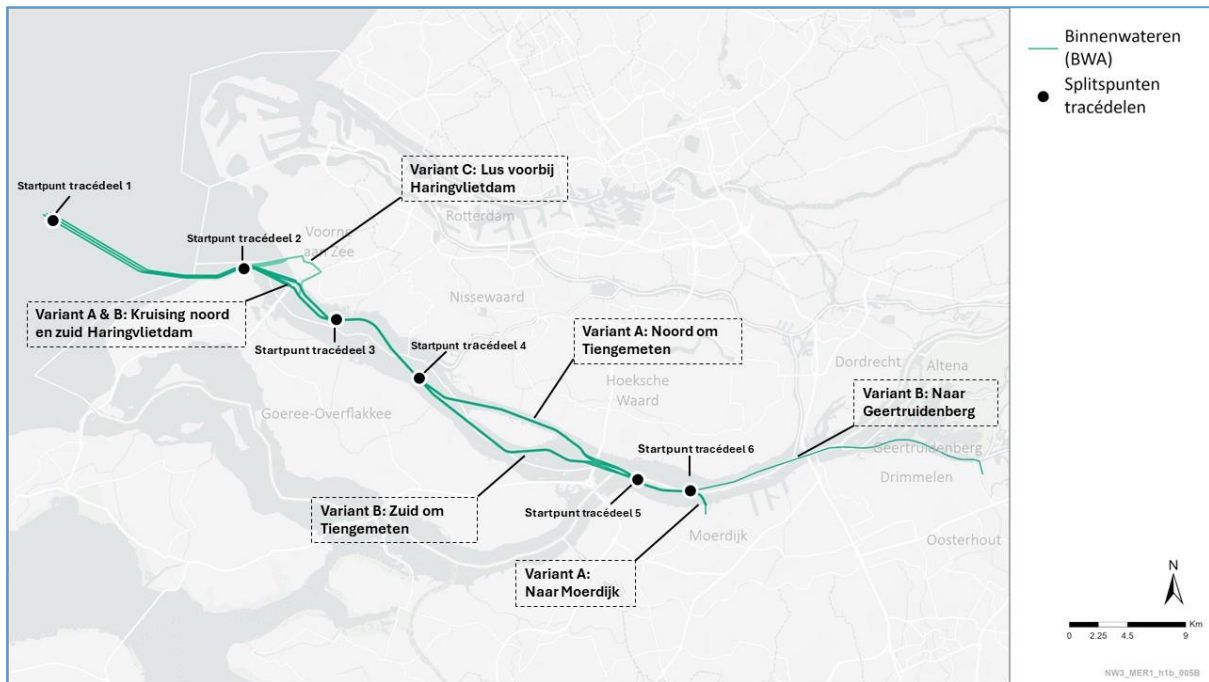 Binnenwateren
(BWA)
Splitspunten
tracédelen
Variant C: Lus voorbij
Haringvlietdam
Startpunt tracédeel 1
Rotterdam
Startpunt tracédeel 2
Voorne
aan Zee
Nissewaard
Variant A & B: Kruising noord
en zuid Haringvlietdam
Startpunt tracédeel 3
Startpunt tracédeel 4
Variant A: Noord om
Tiengemeten
Dordrecht
Altena
Hoeksche
Waard
Variant B: Naar
Geertruidenberg
Goeree-Overflakkee
Startpunt tracédeel 6
Geertruidenberg
Drimmelen
Variant B: Zuid om
Tiengemeten
Startpunt tracédeel 5
Moerdijk
Oosterhout
Variant A:
Naar Moerdijk
N
Km
0 2.25 4.5 9
NW3_MER1_h1b_005B